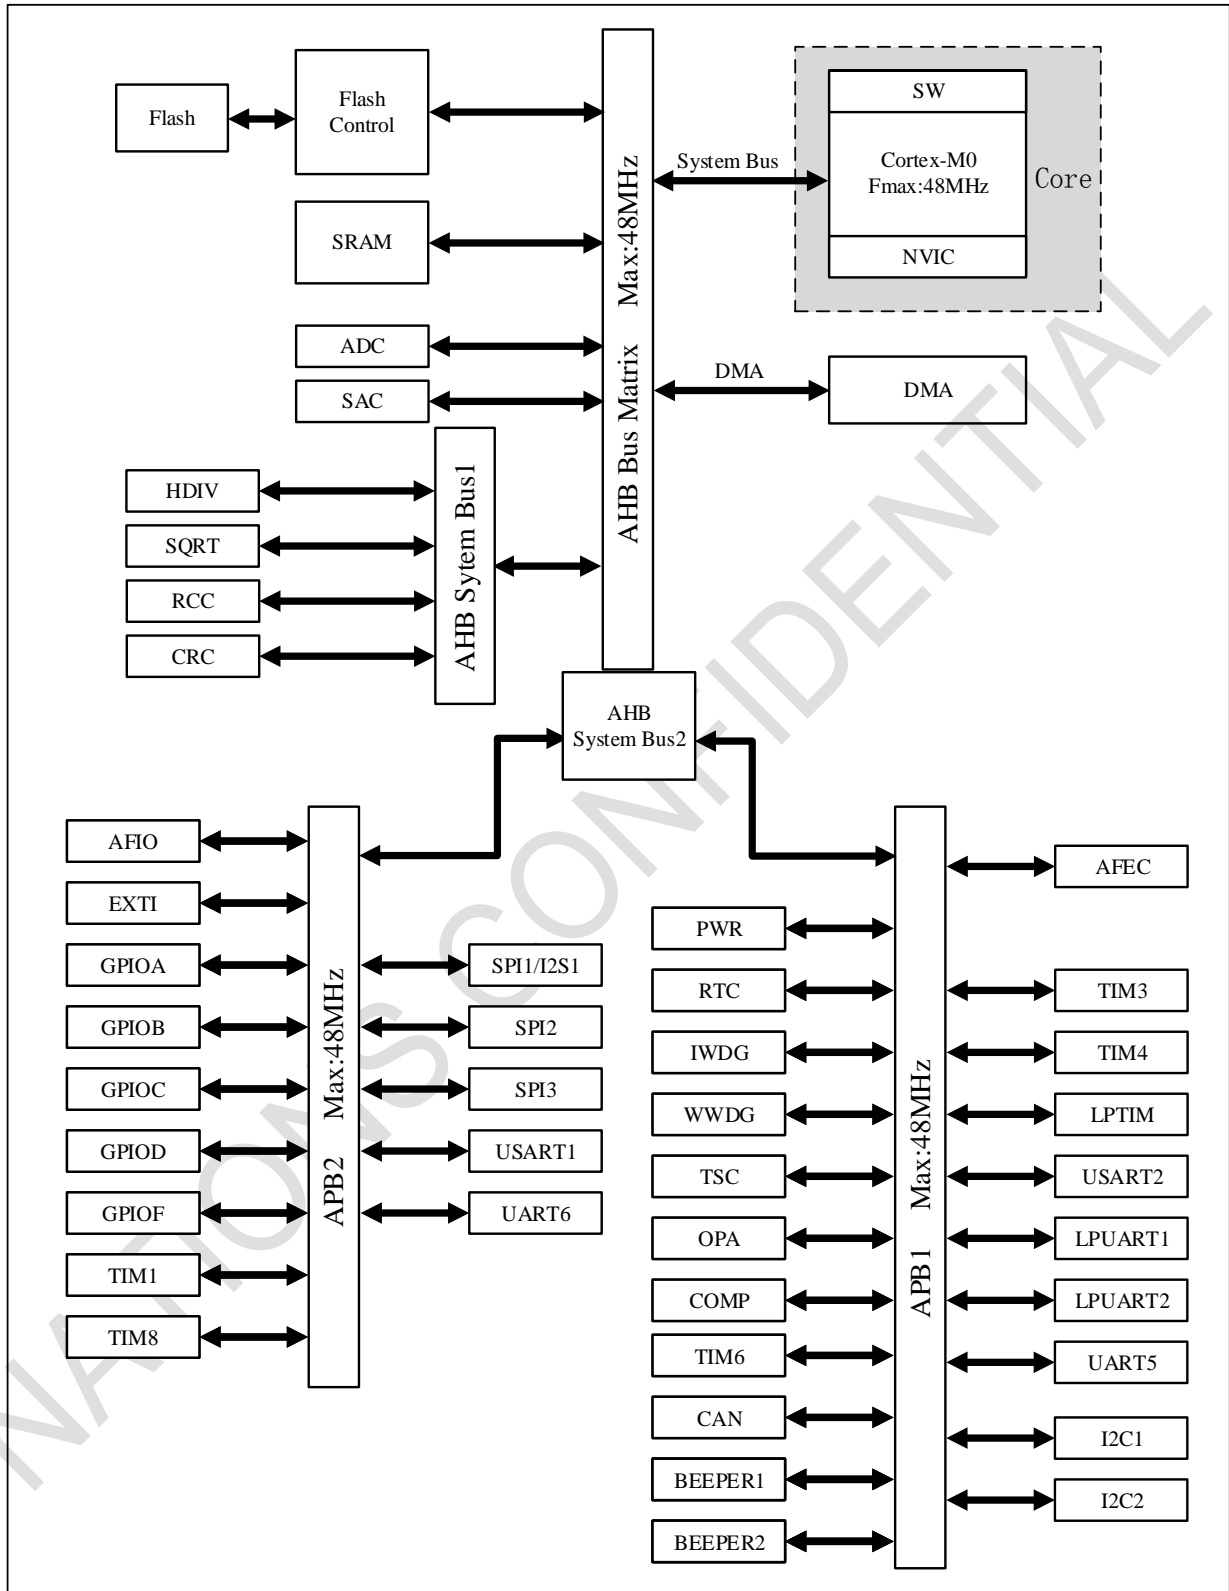 Flash
Flash
Control
SRAM
ADC
SAC
HDIV
SQRT
RCC
CRC
AHB Sytem Bus1
AHB Bus Matrix Max:48MHz
System Bus
SW
Cortex-M0
Fmax:48MHz
NVIC
Core
DMA
DMA
AHB
System Bus2
AFIO
EXTI
GPIOA
GPIOB
GPIOC
GPIOD
GPIOF
TIM1
TIM8
APB2 Max:48MHz
SPI1/I2S1
SPI2
SPI3
USART1
UART6
PWR
RTC
IWDG
WWDG
TSC
OPA
COMP
TIM6
CAN
BEEPER1
BEEPER2
APB1 Max:48MHz
AFEC
TIM3
TIM4
LPTIM
USART2
LPUART1
LPUART2
UART5
I2C1
I2C2
NATIONS CONFIDENTIAL